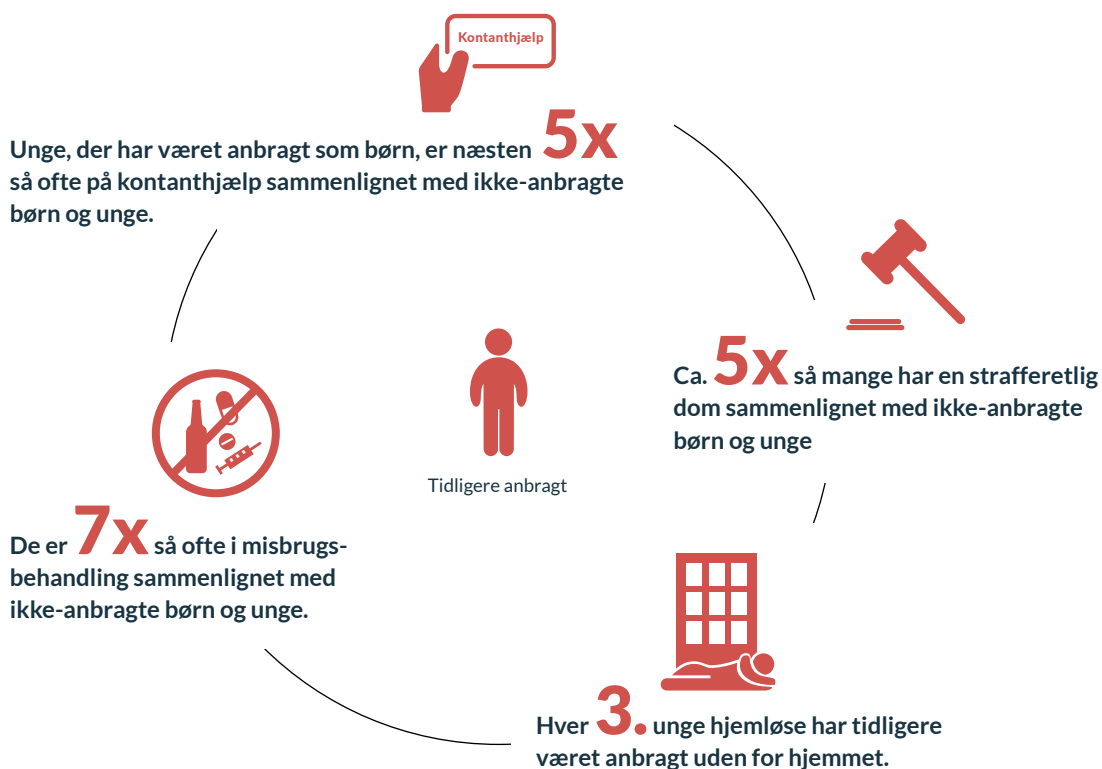 Kontanthjælp
Unge, der har været anbragt som børn, er næsten 5x
så ofte på kontanthjælp sammenlignet med ikke-anbragte
børn og unge.
Ca. 5x så mange har en strafferetlig
dom sammenlignet med ikke-anbragte
børn og unge
Tidligere anbragt
De er 7x så ofte i misbrugs-
behandling sammenlignet med
ikke-anbragte børn og unge.
Hver 3. unge hjemløse har tidligere
været anbragt uden for hjemmet.